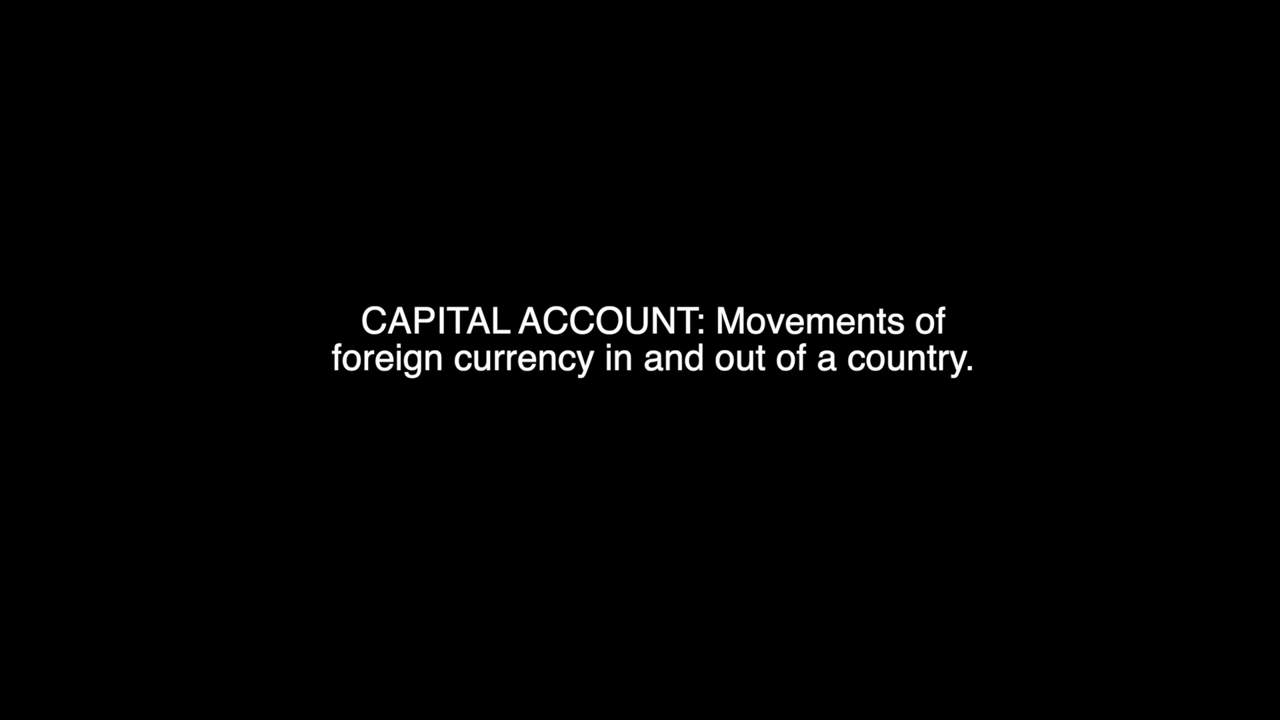 CAPITAL ACCOUNT: Movements of
foreign currency in and out of a country.